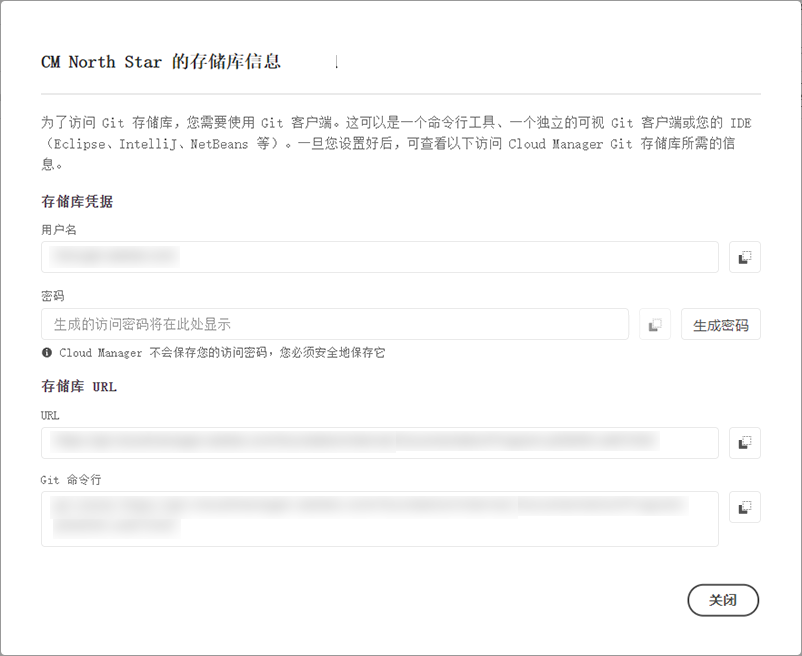 CM North Star 的存储库信息
为了访问 Git 存储库，您需要使用 Git 客户端。这可以是一个命令行工具、一个独立的可视 Git 客户端或您的 IDE
（Eclipse、IntelliJ、NetBeans 等）。一旦您设置好后，可查看以下访问 Cloud Manager Git 存储库所需的信
息。
存储库凭据
用户名
密码
生成的访问密码将在此处显示
生成密码
Cloud Manager 不会保存您的访问密码，您必须安全地保存它
存储库 URL
URL
Git 命令行
关闭